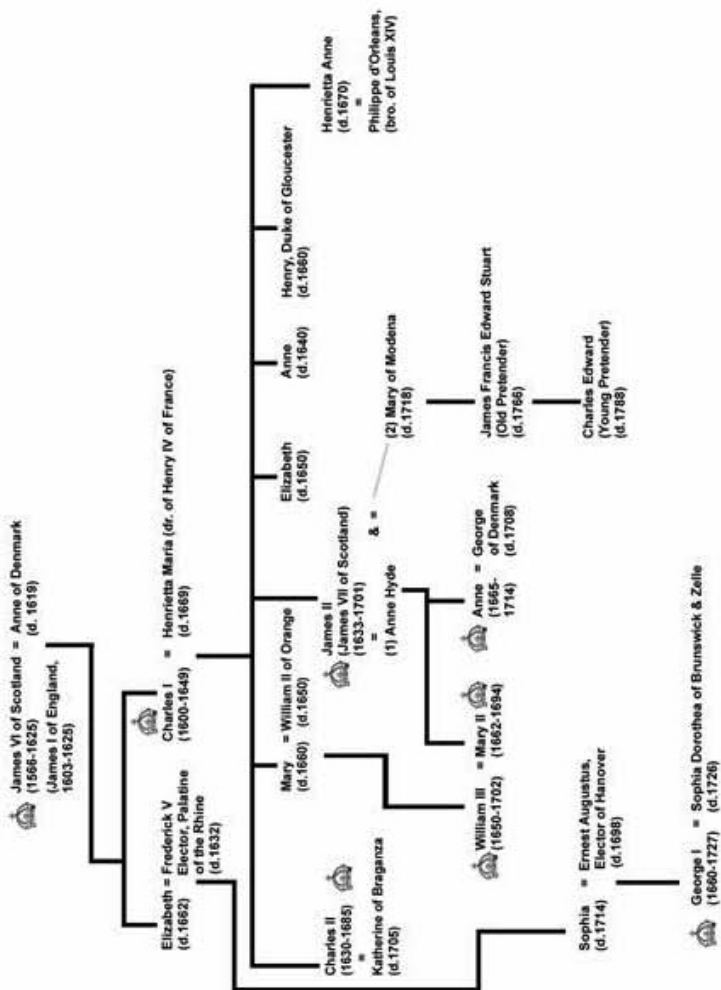 James VI of Scotland = Anne of Denmark
(1566-1625) (d. 1619)
(James I of England,
1603-1625)
Elizabeth = Frederick V
(d.1662) Elector, Palatine
of the Rhine
(d.1632)
Charles I = Henrietta Maria (dr. of Henry IV of France)
(1600-1649) (d.1669)
Charles II
(1630-1685)
=
Katherine of Braganza
(d.1705)
Mary = William II of Orange
(d.1660) (d.1650)
James II
(James VII of Scotland)
(1633-1701)
=
(1) Anne Hyde
& =
(2) Mary of Modena
(d.1718)
Elizabeth
(d.1650)
Anne
(d.1640)
Henry, Duke of Gloucester
(d.1660)
Henrietta Anne
(d.1670)
=
Philippe d'Orleans,
(bro. of Louis XIV)
William III = Mary II
(1650-1702) (1662-1694)
Anne = George
(1665- of Denmark
1714) (d.1708)
James Francis Edward Stuart
(Old Pretender)
(d.1766)
Charles Edward
(Young Pretender)
(d.1788)
Sophia = Ernest Augustus,
(d.1714) Elector of Hanover
(d.1698)
George I = Sophia Dorothea of Brunswick & Zelle
(1660-1727) (d.1726)